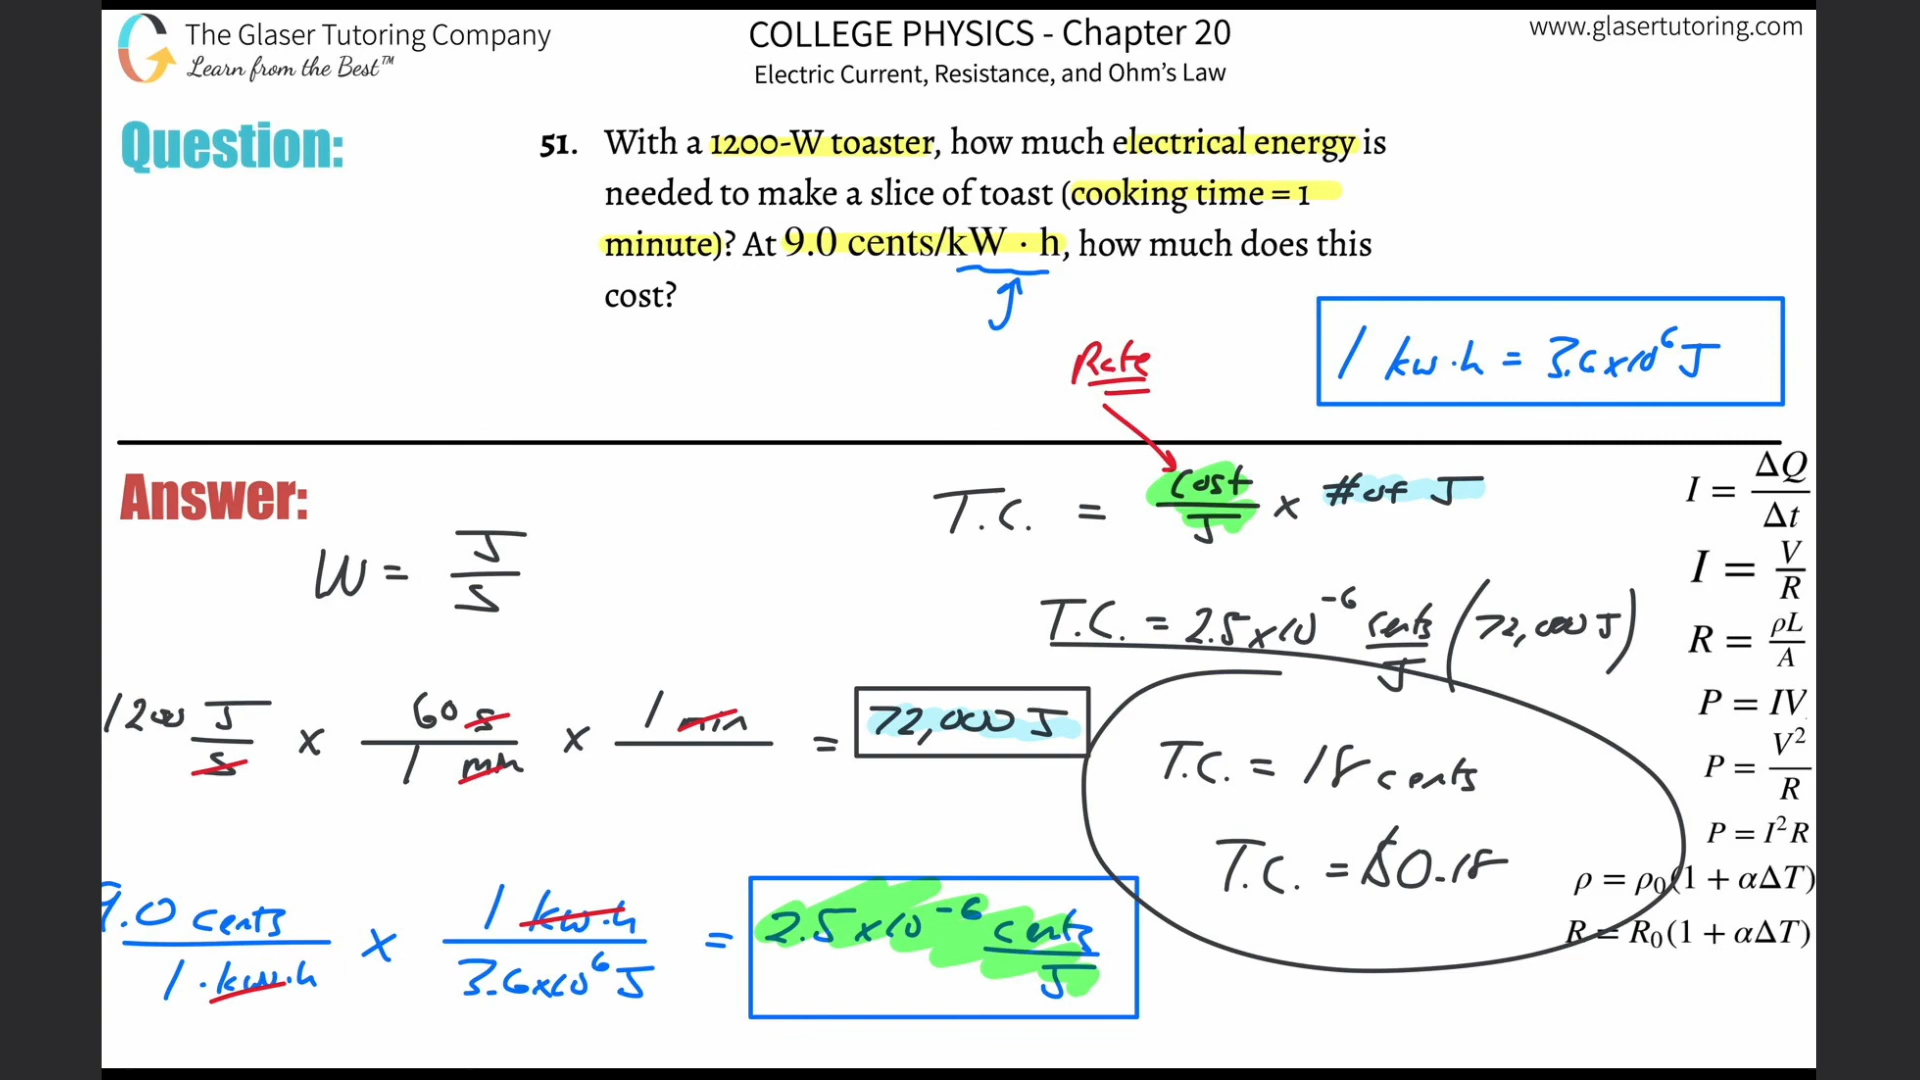 The Glaser Tutoring Company
Learn from the Best™
COLLEGE PHYSICS - Chapter 20
Electric Current, Resistance, and Ohm's Law
www.glasertutoring.com
Question:
51. With a 1200-W toaster, how much electrical energy is
needed to make a slice of toast (cooking time = 1
minute)? At 9.0 cents/kW · h, how much does this
cost?
J
1 kw·h = 3.6x10⁶ J
Rate
Answer:
T.C. = cost/J x # of J
W = J/s
T.C. = 2.5x10⁻⁶ cents/J (72,000 J)
1200 J/s x 60 s/1 min x 1 min = 72,000 J
T.C. = 18 cents
T.C. = $0.18
9.0 cents/1·kw·h x 1 kw·h/3.6x10⁶ J = 2.5x10⁻⁶ cents/J
I = ΔQ/Δt
I = V/R
R = ρL/A
P = IV
P = V²/R
P = I²R
ρ = ρ₀(1 + αΔT)
R = R₀(1 + αΔT)